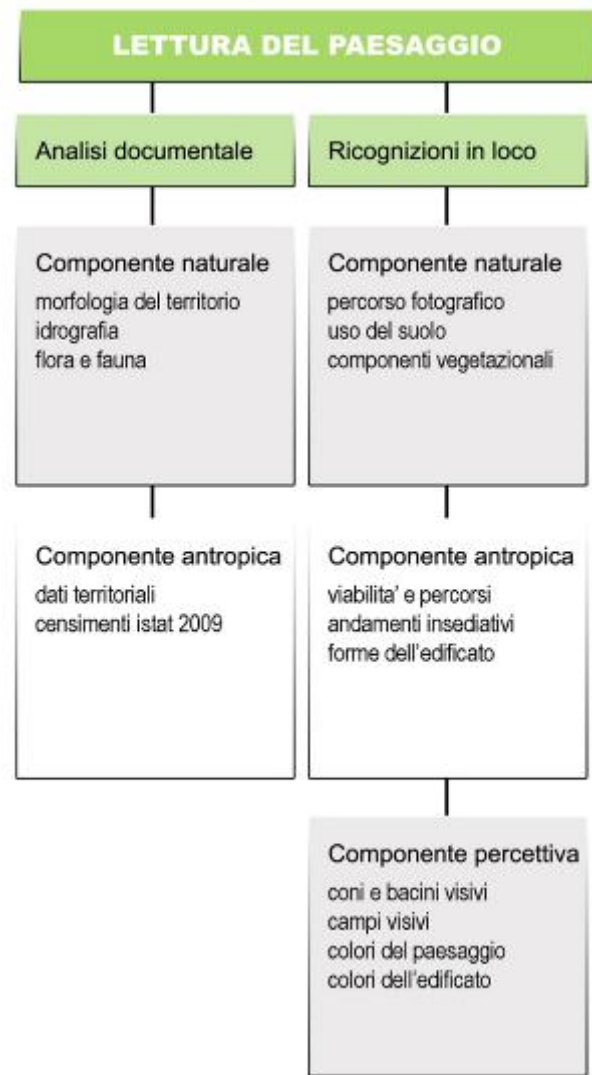 LETTURA DEL PAESAGGIO
Analisi documentale
Componente naturale
morfologia del territorio
idrografia
flora e fauna
Componente antropica
dati territoriali
censimenti istat 2009
Ricognizioni in loco
Componente naturale
percorso fotografico
uso del suolo
componenti vegetazionali
Componente antropica
viabilita' e percorsi
andamenti insediativi
forme dell'edificato
Componente percettiva
coni e bacini visivi
campi visivi
colori del paesaggio
colori dell'edificato